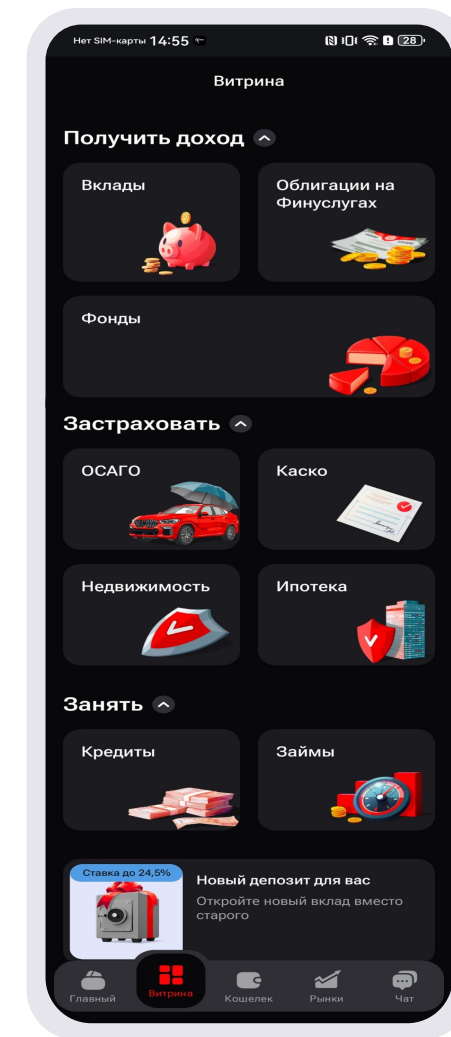 Нет SIM-карты 14:55
28
Витрина
Получить доход
Вклады
Облигации на
Финуслугах
Фонды
Застраховать
ОСАГО
Каско
Недвижимость
Ипотека
Занять
Кредиты
Займы
Ставка до 24,5%
Новый депозит для вас
Откройте новый вклад вместо
старого
Главный
Витрина
Кошелек
Рынки
Чат